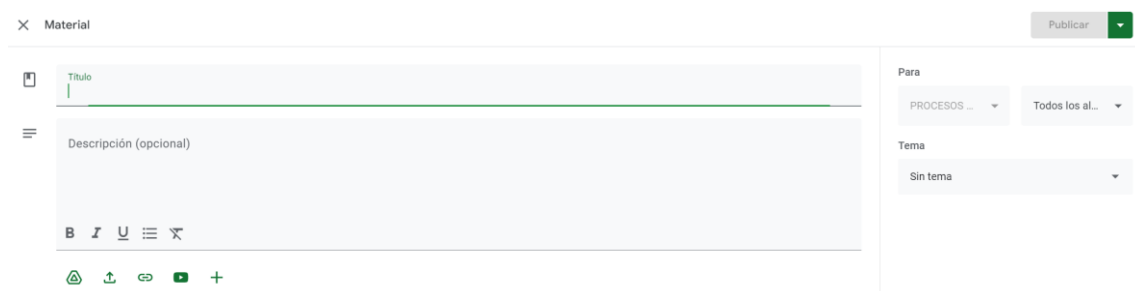 Material
Publicar
Título
Descripción (opcional)
B I U
Para
PROCESOS ...
Todos los al...
Tema
Sin tema